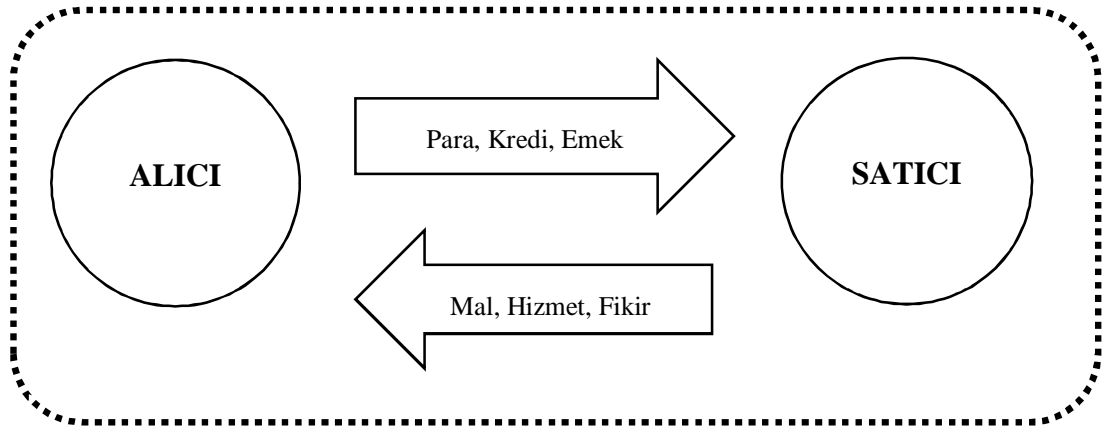 ALICI
Para, Kredi, Emek
SATICI
Mal, Hizmet, Fikir